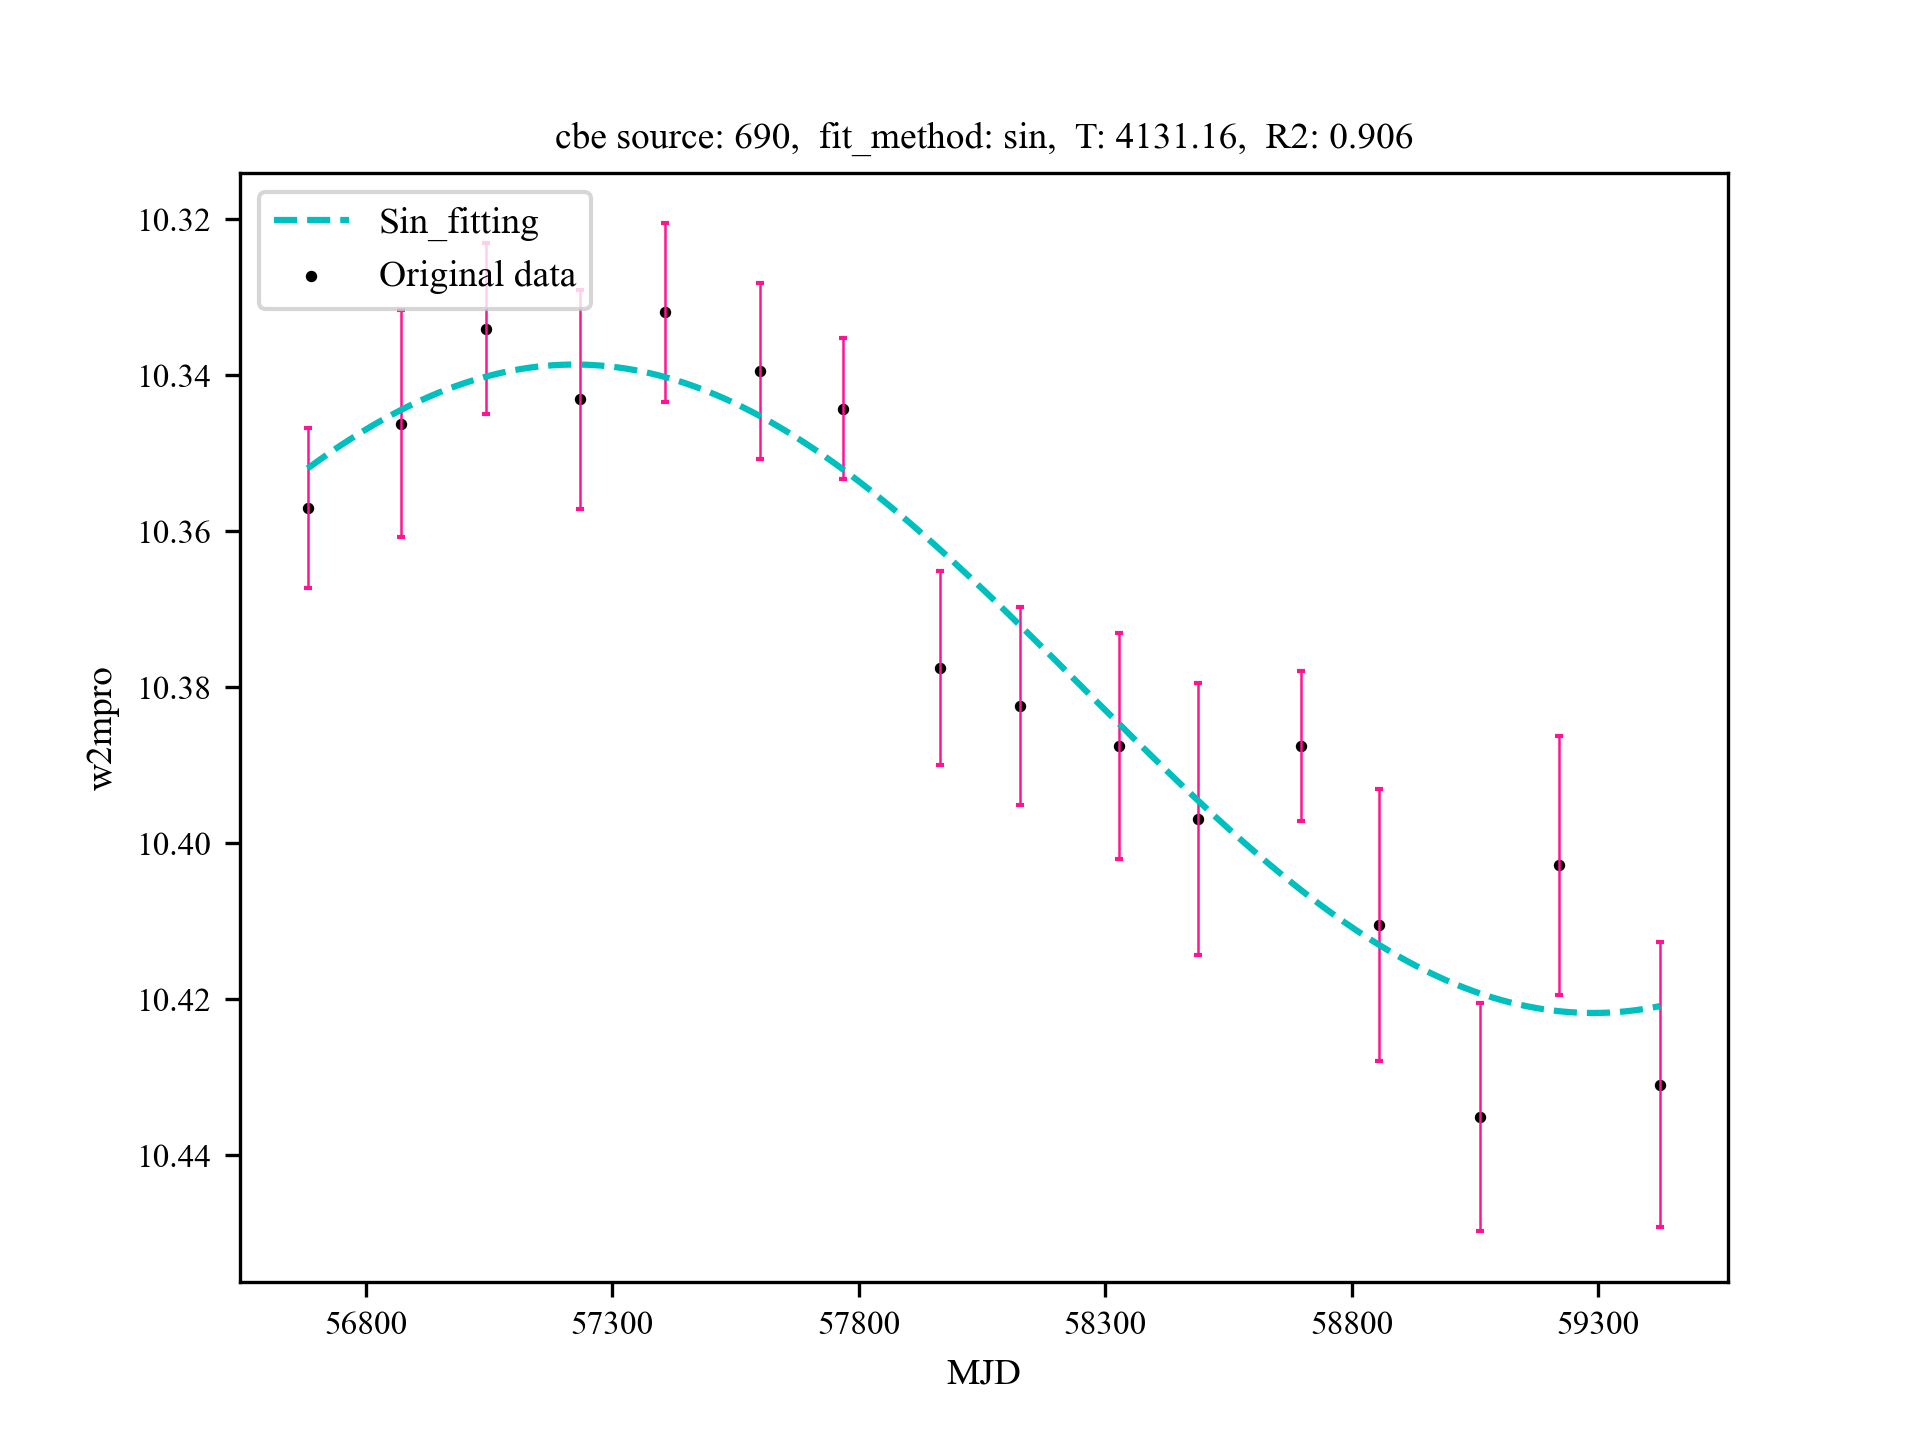 cbe source: 690,  fit_method: sin,  T: 4131.16,  R2: 0.906
Sin_fitting
Original data
10.32
10.34
10.36
10.38
10.40
10.42
10.44
w2mpro
56800 57300 57800 58300 58800 59300
MJD